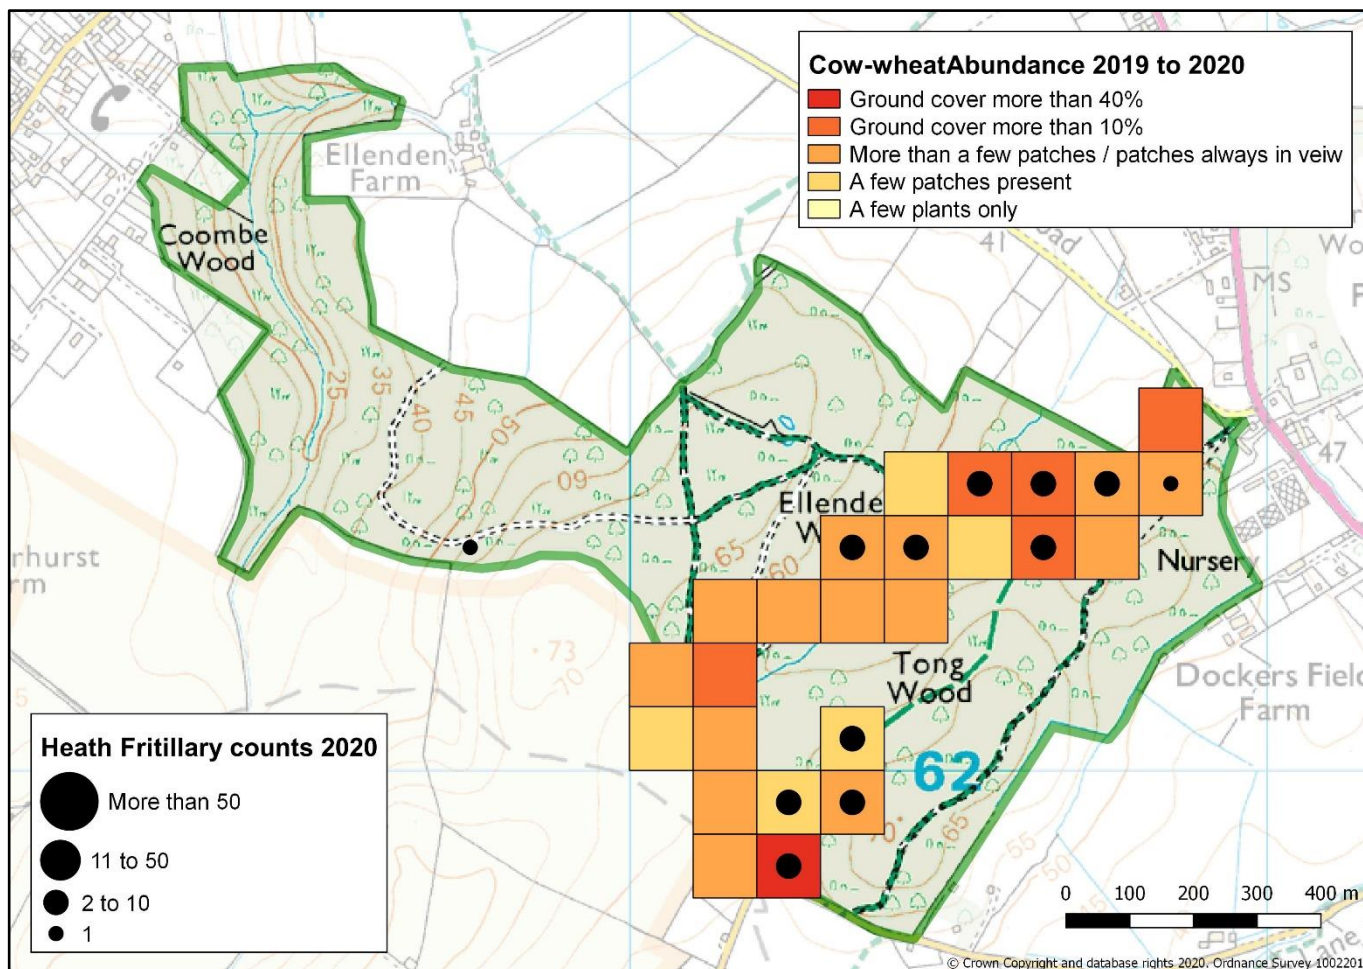 Cow-wheatAbundance 2019 to 2020
Ground cover more than 40%
Ground cover more than 10%
More than a few patches / patches always in veiw
A few patches present
A few plants only
Ellenden
Farm
Coombe
Wood
41
MS
47
25
35
40
45
50
60
65
60
Nursery
Tong
Wood
Dockers Field
Farm
73
70
62
65
55
50
Heath Fritillary counts 2020
More than 50
11 to 50
2 to 10
1
0 100 200 300 400 m
Lane
© Crown Copyright and database rights 2020. Ordnance Survey 1002201